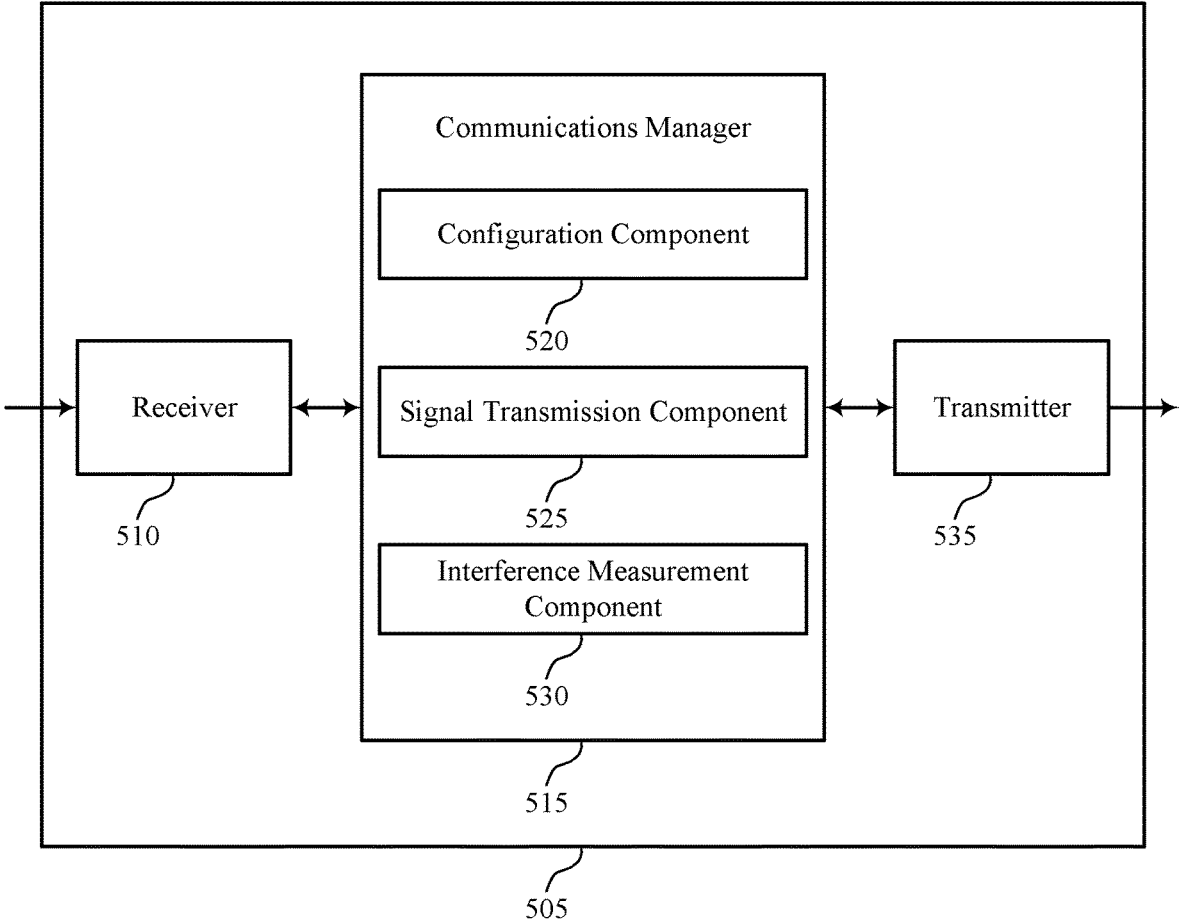 Communications Manager
Configuration Component
520
Receiver
510
Signal Transmission Component
525
Transmitter
535
Interference Measurement
Component
530
515
505